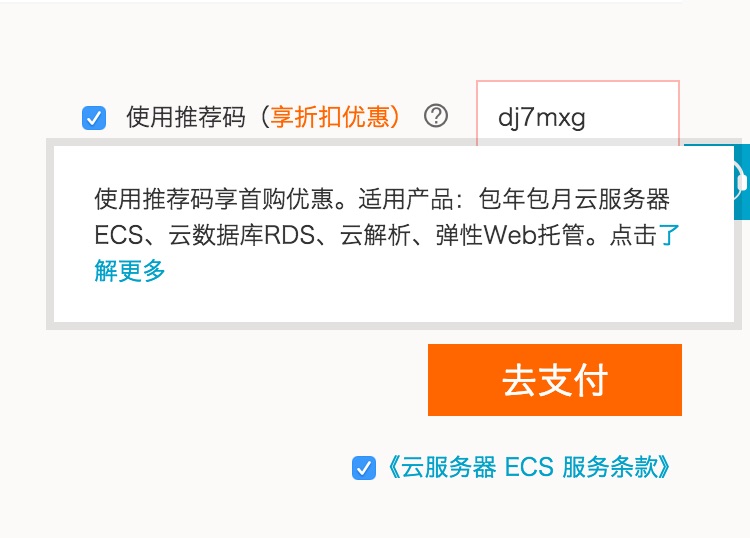 使用推荐码（享折扣优惠） ? dj7mxg
使用推荐码享首购优惠。适用产品：包年包月云服务器
ECS、云数据库RDS、云解析、弹性Web托管。点击了
解更多
去支付
《云服务器 ECS 服务条款》